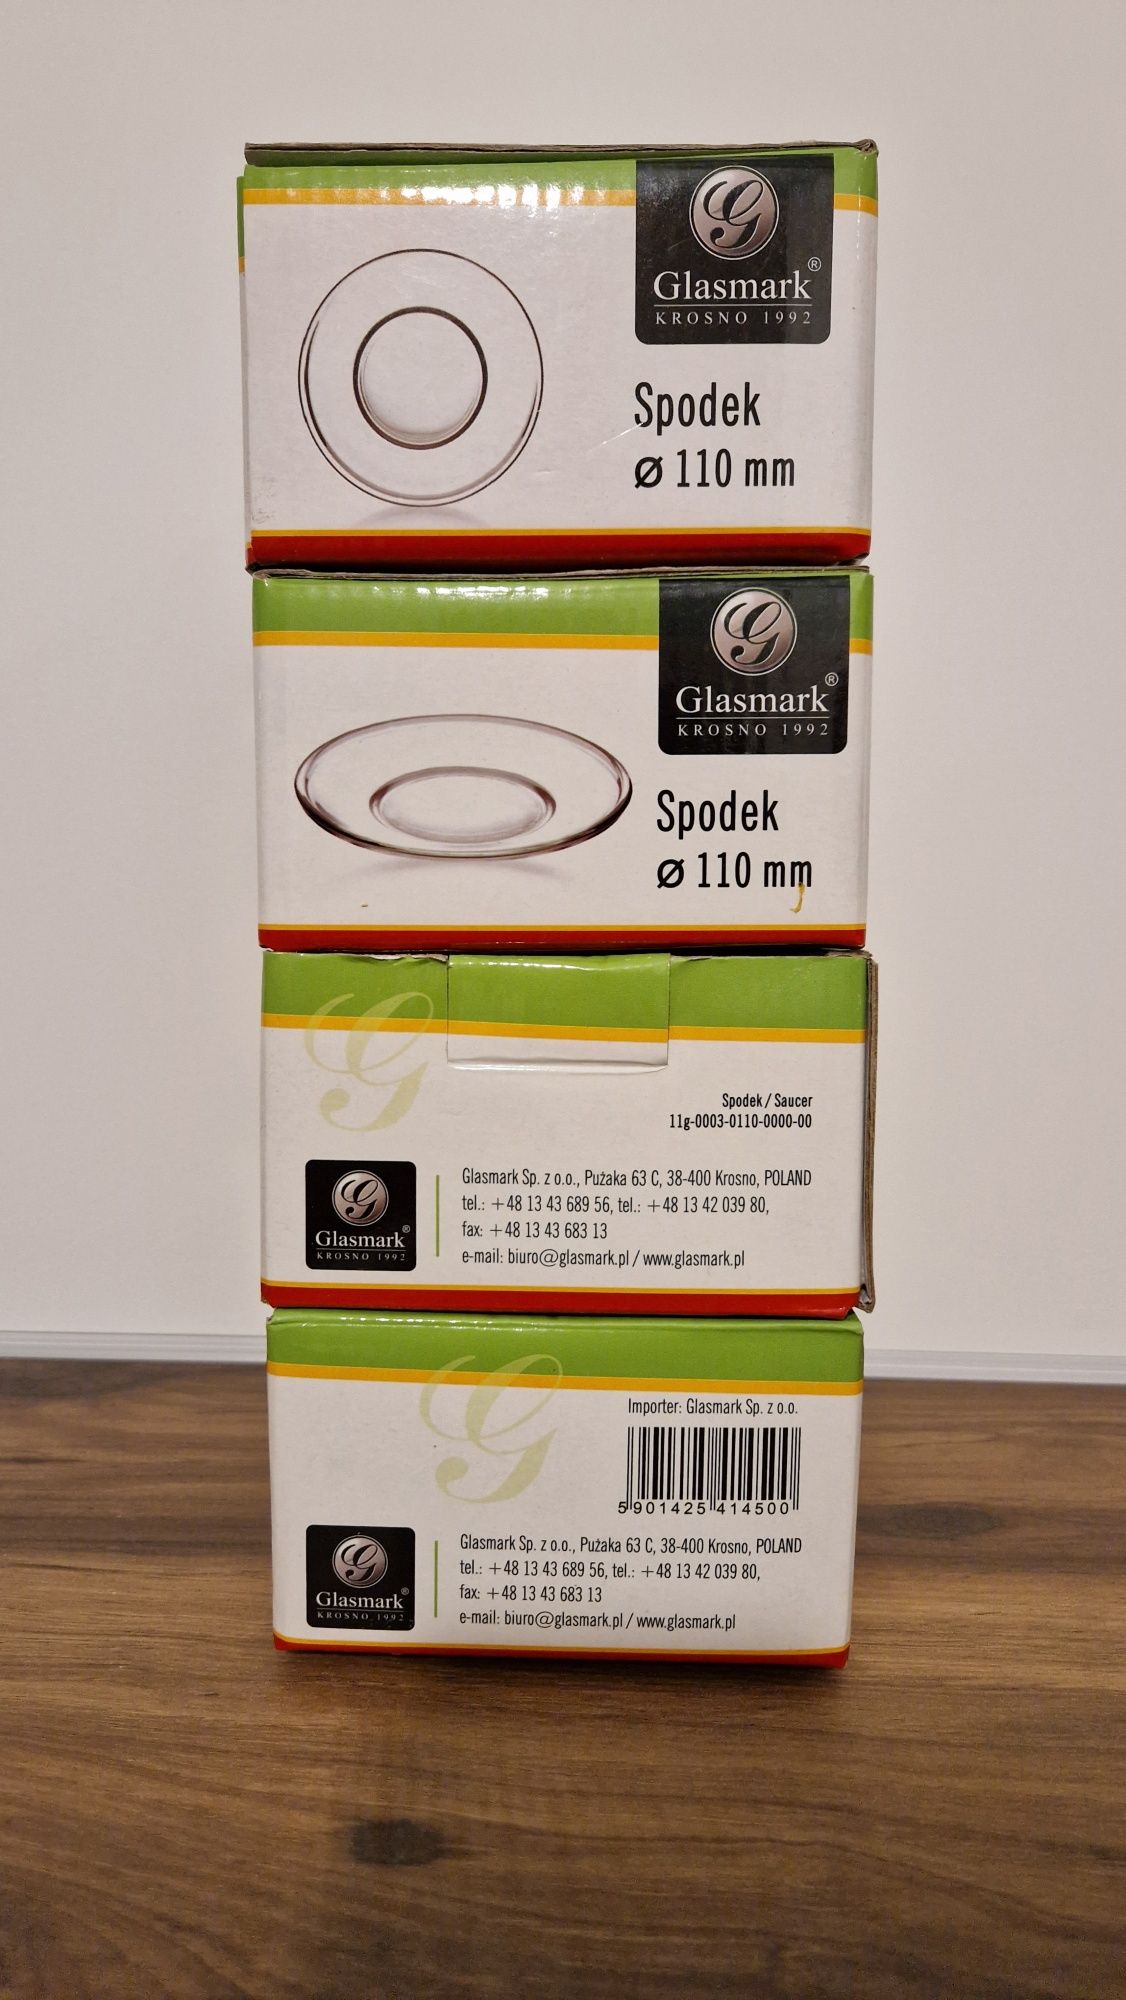 G
Glasmark®
KROSNO 1992
Spodek
ø 110 mm
G
Glasmark®
KROSNO 1992
Spodek
ø 110 mm
G
Spodek / Saucer
11g-0003-0110-0000-00
G
Glasmark®
KROSNO 1992
Glasmark Sp. z o.o., Pużaka 63 C, 38-400 Krosno, POLAND
tel.: +48 13 43 689 56, tel.: +48 13 42 039 80,
fax: +48 13 43 683 13
e-mail: biuro@glasmark.pl / www.glasmark.pl
G
Importer: Glasmark Sp. z o.o.
5 901425 414500
G
Glasmark®
KROSNO 1992
Glasmark Sp. z o.o., Pużaka 63 C, 38-400 Krosno, POLAND
tel.: +48 13 43 689 56, tel.: +48 13 42 039 80,
fax: +48 13 43 683 13
e-mail: biuro@glasmark.pl / www.glasmark.pl